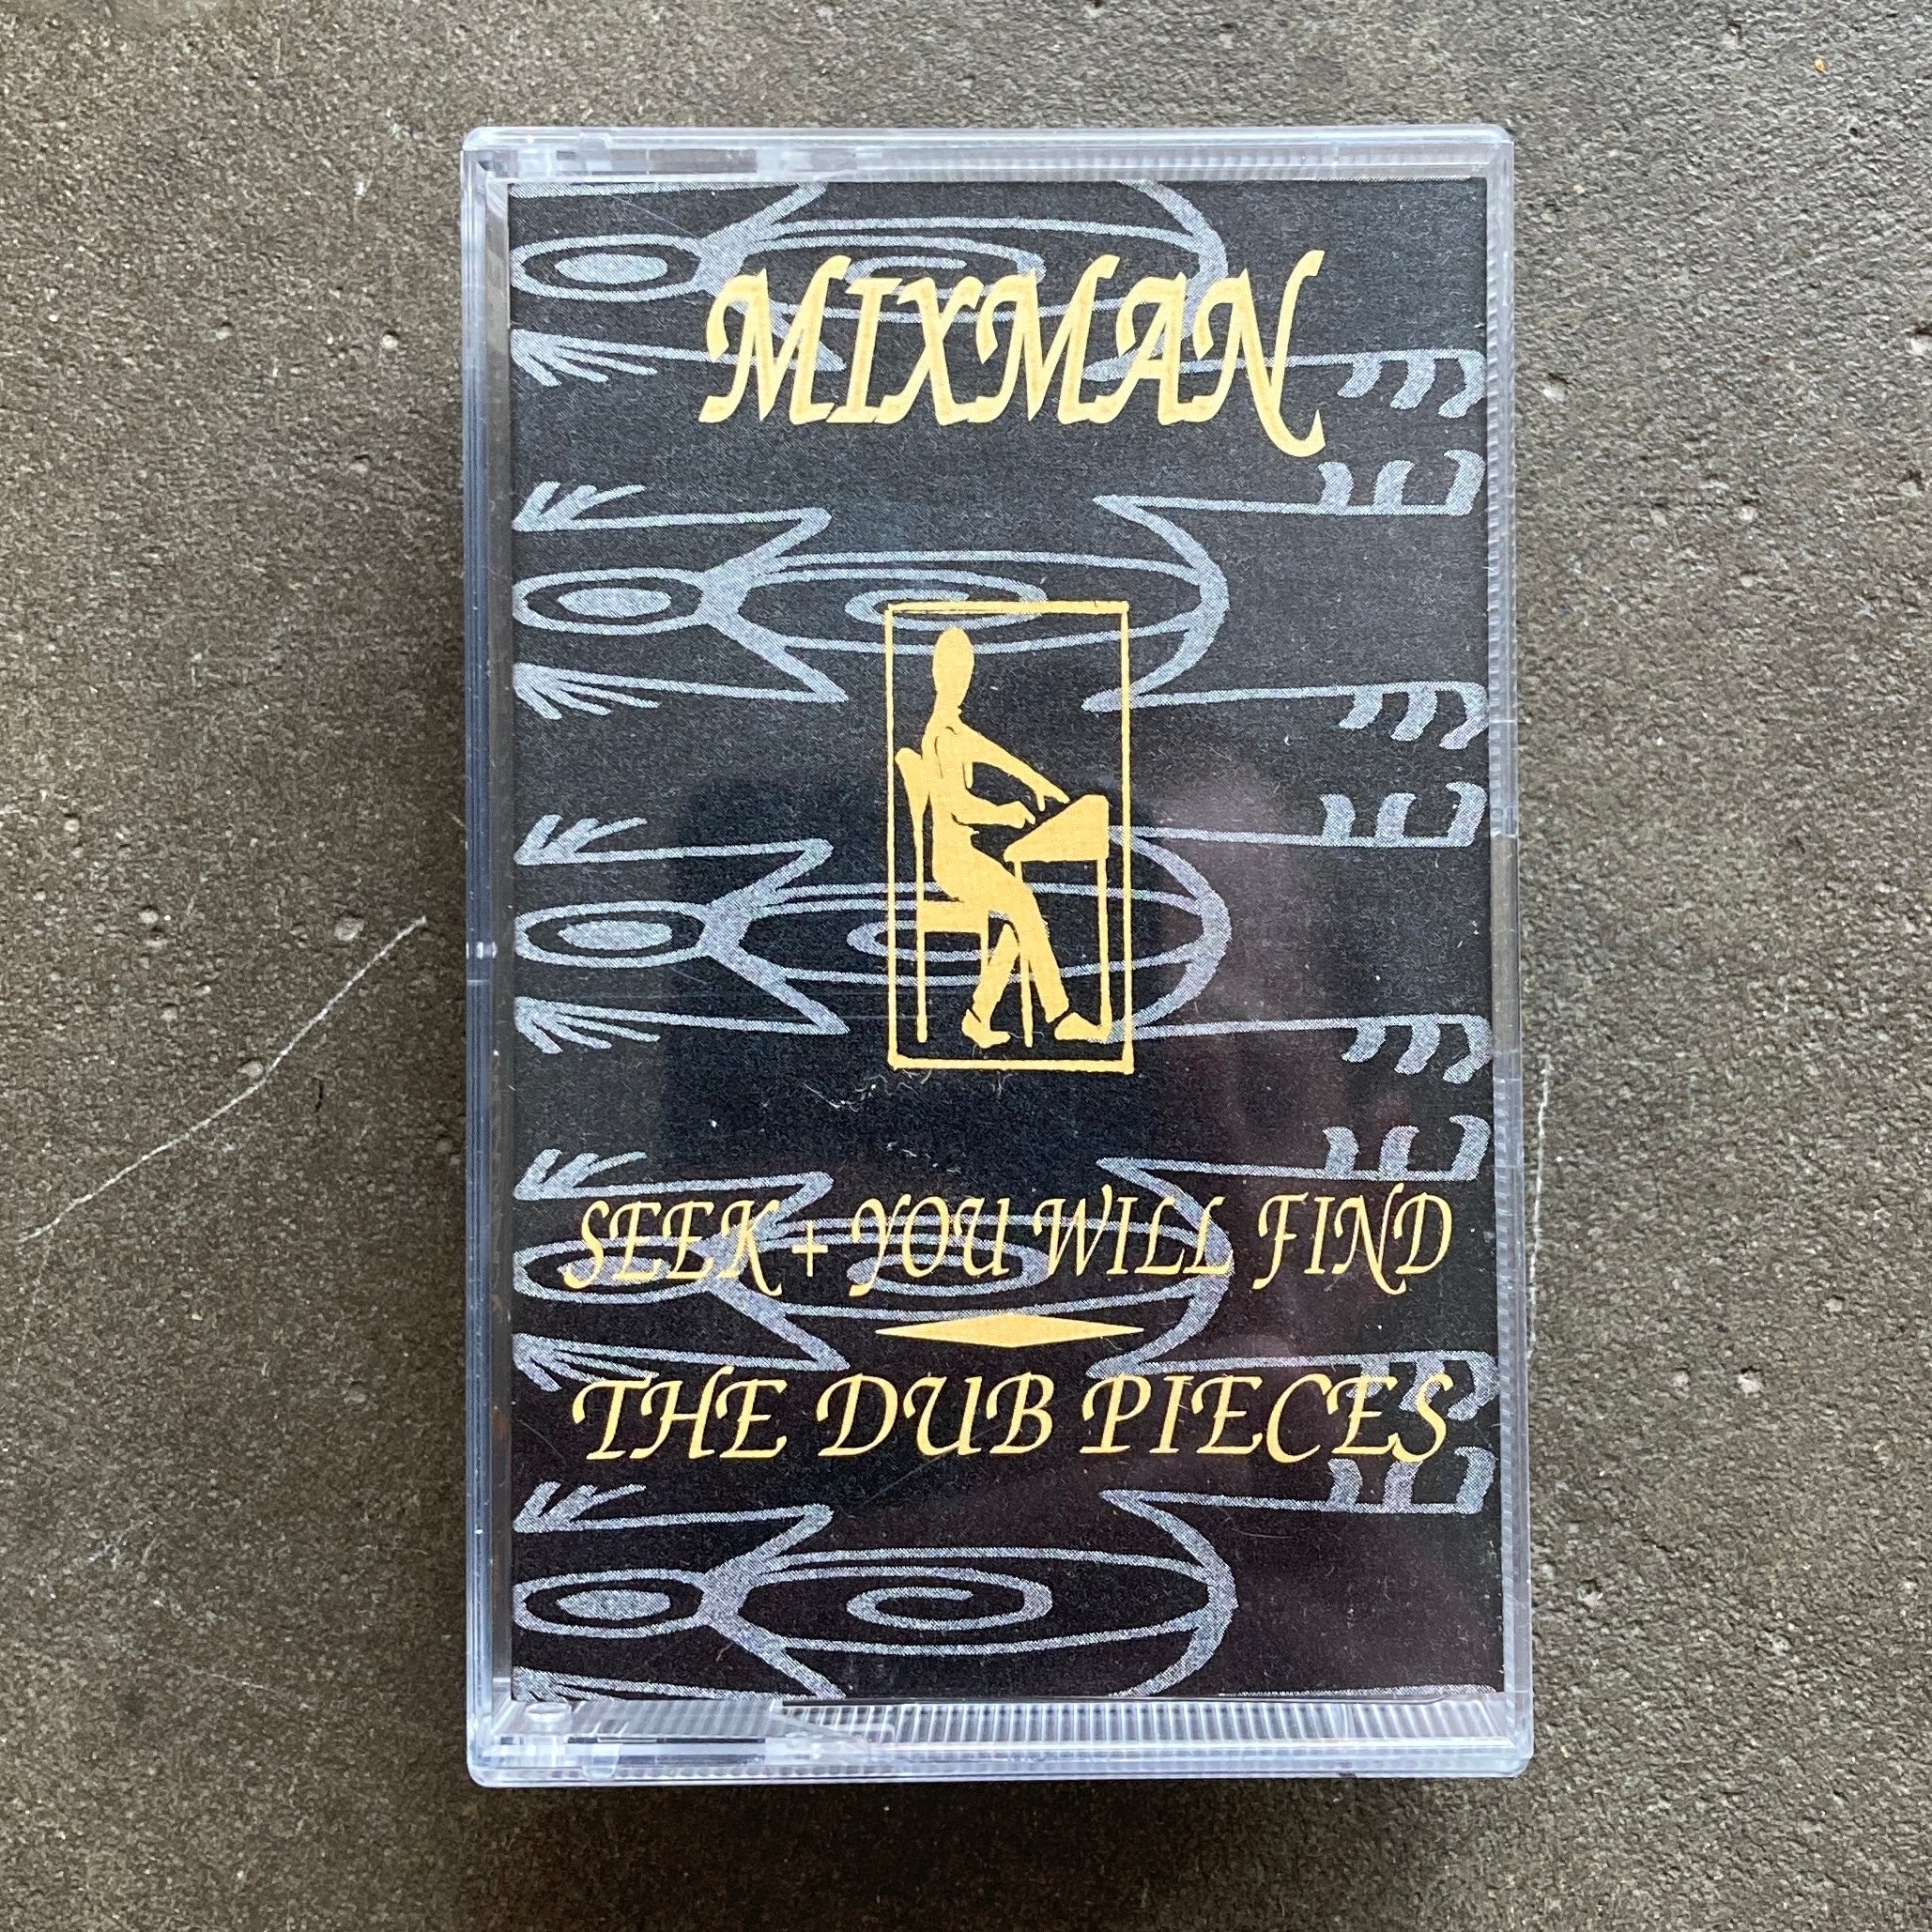 MIXMAN
SEEK + YOU WILL FIND
THE DUB PIECES